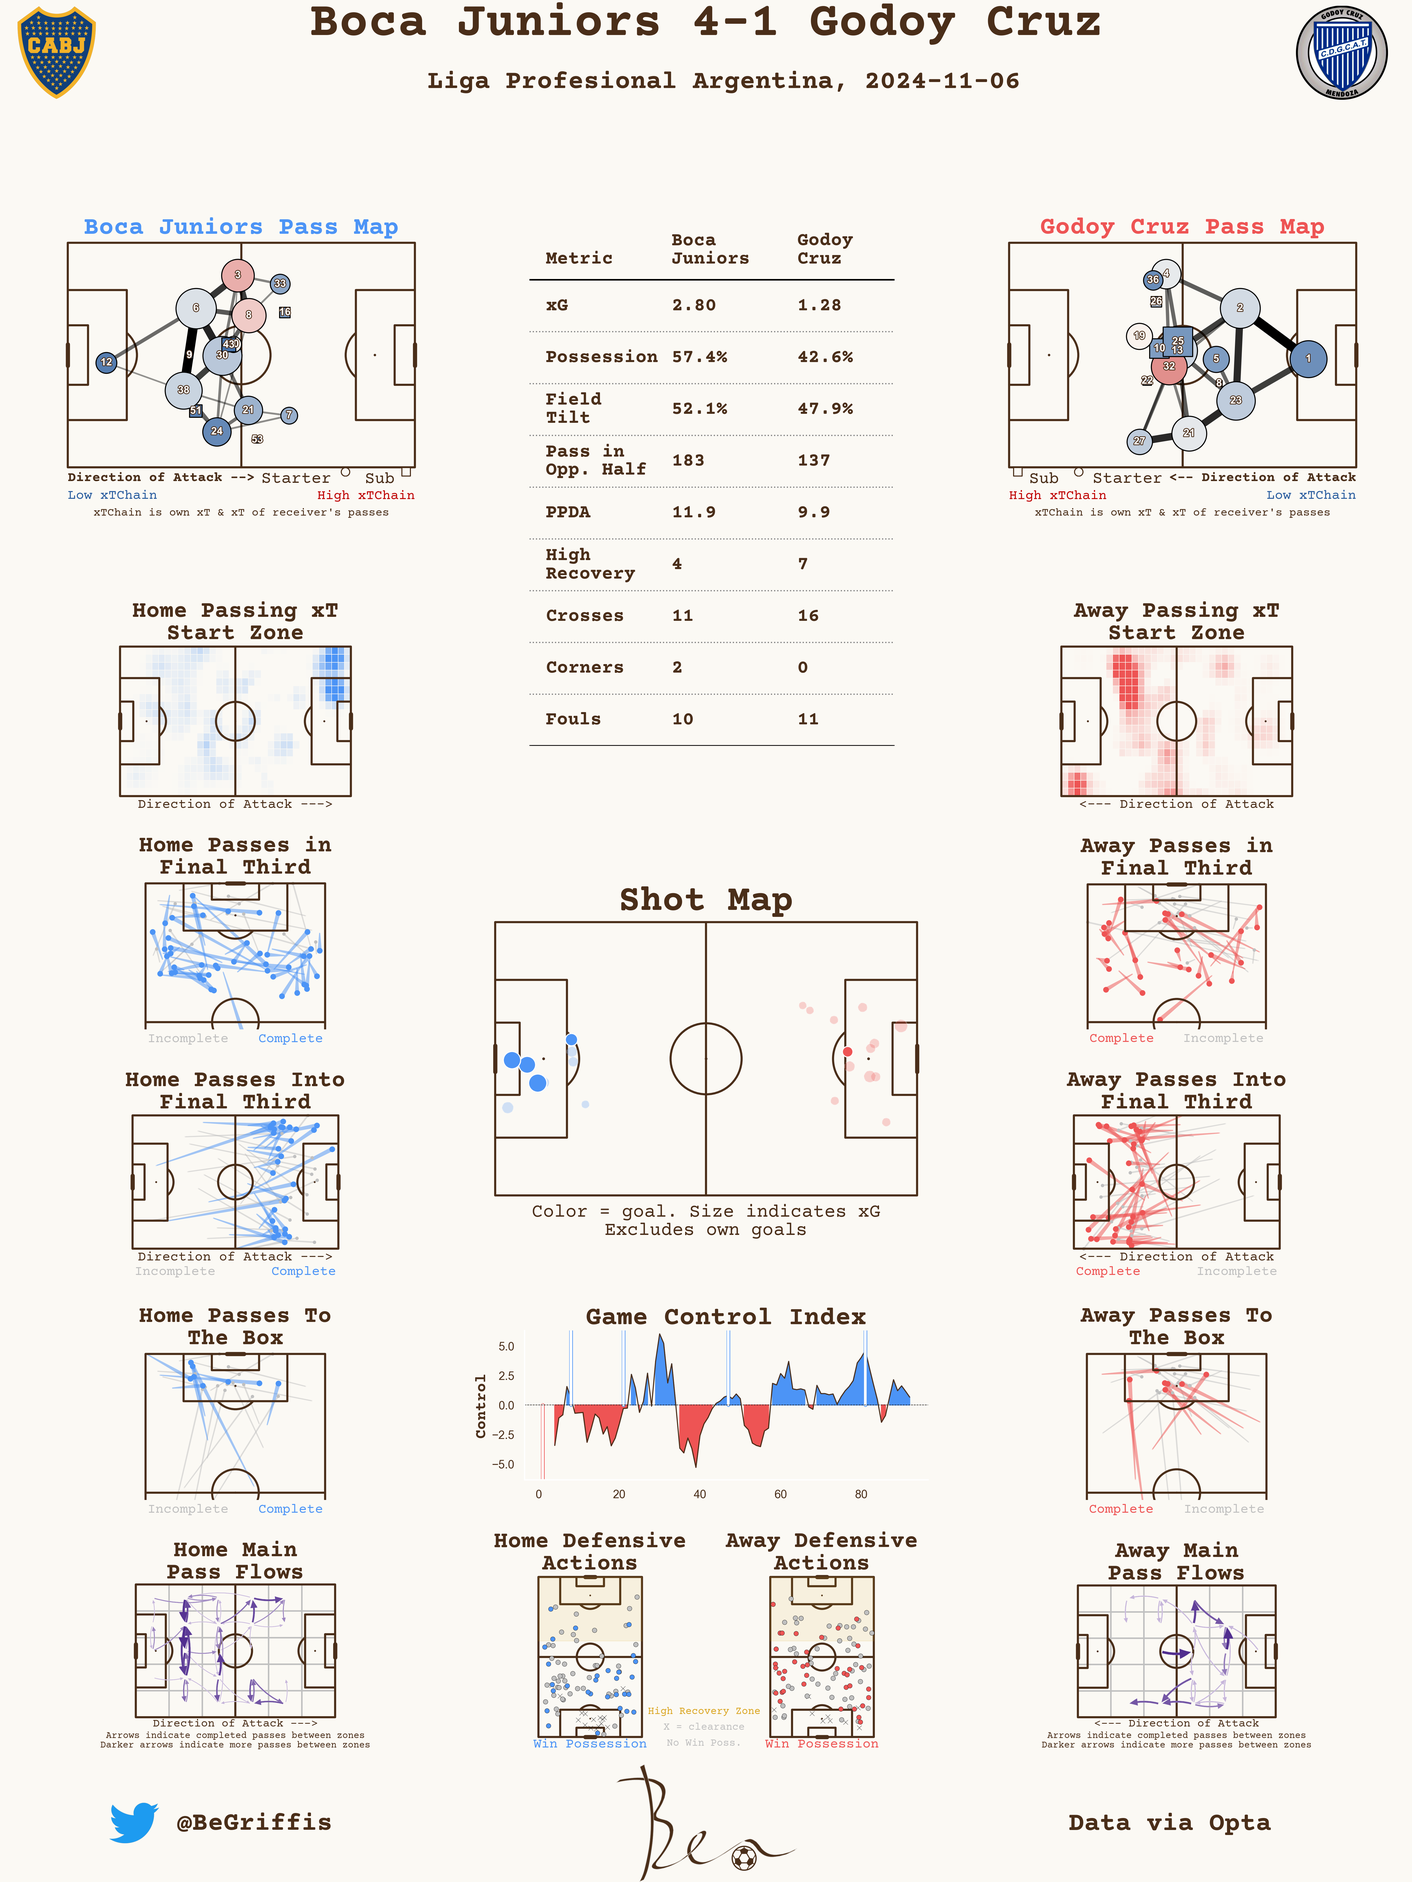 Boca Juniors 4-1 Godoy Cruz
Liga Profesional Argentina, 2024-11-06
CABJ
GODOY CRUZ
C.D.G.C.A.T.
MENDOZA
Boca Juniors Pass Map
3
33
6
8
16
9
30
12
38
51
21
7
24
53
Direction of Attack --> Starter Sub
Low xTChain High xTChain
xTChain is own xT & xT of receiver's passes
Metric Boca Juniors Godoy Cruz
xG 2.80 1.28
Possession 57.4% 42.6%
Field Tilt 52.1% 47.9%
Pass in Opp. Half 183 137
PPDA 11.9 9.9
High Recovery 4 7
Crosses 11 16
Corners 2 0
Fouls 10 11
Godoy Cruz Pass Map
36
4
26
2
19
10
25
13
5
1
32
22
8
23
27
21
Sub Starter <-- Direction of Attack
High xTChain Low xTChain
xTChain is own xT & xT of receiver's passes
Home Passing xT
Start Zone
Direction of Attack --->
Away Passing xT
Start Zone
<--- Direction of Attack
Home Passes in
Final Third
Incomplete Complete
Away Passes in
Final Third
Complete Incomplete
Shot Map
Color = goal. Size indicates xG
Excludes own goals
Home Passes Into
Final Third
Direction of Attack --->
Incomplete Complete
Away Passes Into
Final Third
<--- Direction of Attack
Complete Incomplete
Home Passes To
The Box
Incomplete Complete
Game Control Index
Control
5.0
2.5
0.0
−2.5
−5.0
0 20 40 60 80
Away Passes To
The Box
Complete Incomplete
Home Main
Pass Flows
Direction of Attack --->
Arrows indicate completed passes between zones
Darker arrows indicate more passes between zones
Home Defensive
Actions
Win Possession
Away Defensive
Actions
Win Possession
High Recovery Zone
X = clearance
No Win Poss.
Away Main
Pass Flows
<--- Direction of Attack
Arrows indicate completed passes between zones
Darker arrows indicate more passes between zones
@BeGriffis
Ben
Data via Opta